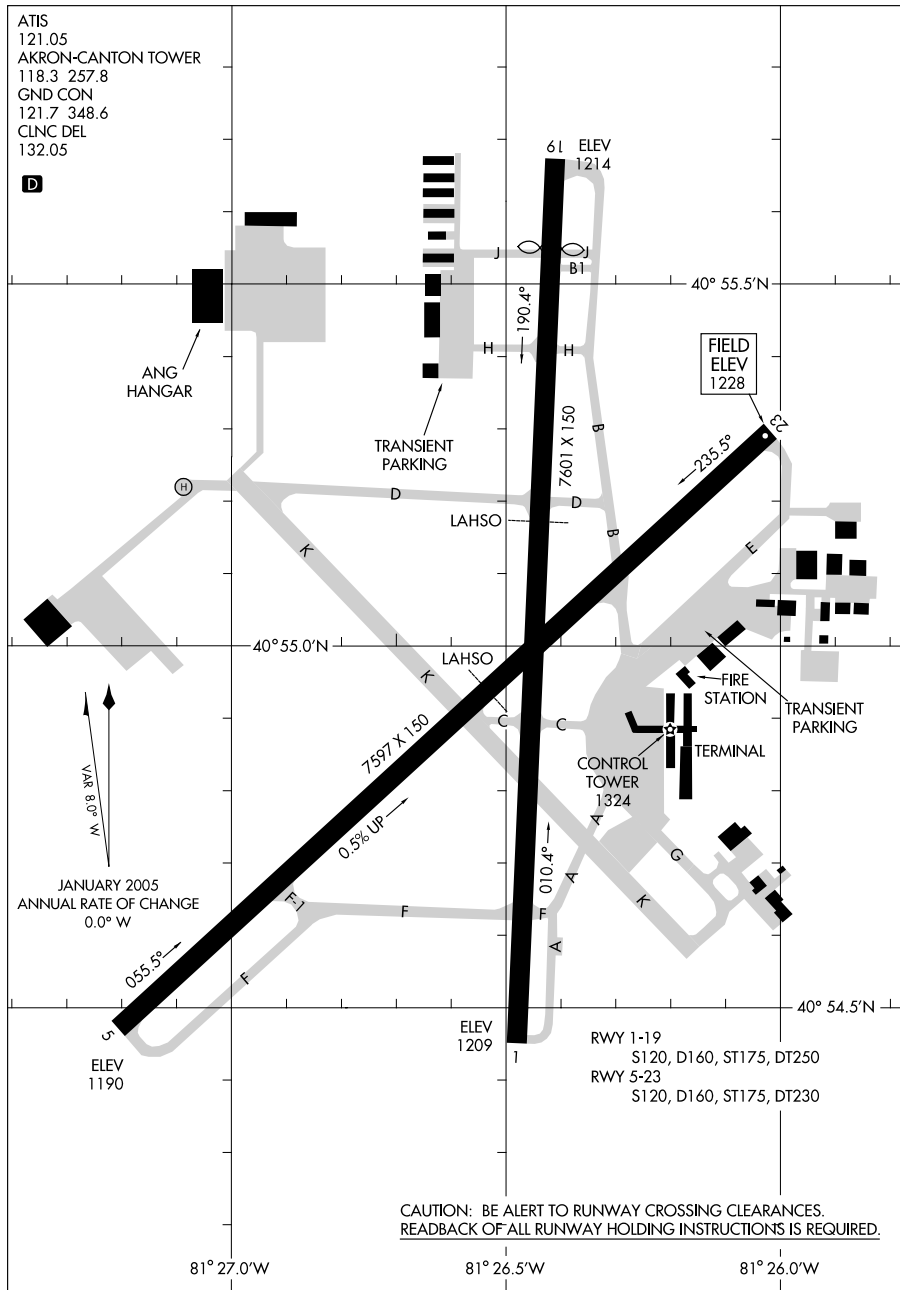 ATIS
121.05
AKRON-CANTON TOWER
118.3 257.8
GND CON
121.7 348.6
CLNC DEL
132.05
D
19
ELEV
1214
J
J
B1
40° 55.5'N
190.4°
ANG
HANGAR
H
H
FIELD
ELEV
1228
TRANSIENT
PARKING
7601 X 150
B
23
235.5°
H
D
D
LAHSO
B
E
K
40° 55.0'N
LAHSO
K
FIRE
STATION
TRANSIENT
PARKING
C
C
7597 X 150
VAR 8.0° W
CONTROL
TOWER
1324
TERMINAL
0.5% UP
A
G
010.4°
A
K
JANUARY 2005
ANNUAL RATE OF CHANGE
0.0° W
F-1
F
F
A
055.5°
F
40° 54.5'N
5
ELEV
1190
ELEV
1209
1
RWY 1-19
S120, D160, ST175, DT250
RWY 5-23
S120, D160, ST175, DT230
CAUTION: BE ALERT TO RUNWAY CROSSING CLEARANCES.
READBACK OF ALL RUNWAY HOLDING INSTRUCTIONS IS REQUIRED.
81° 27.0'W
81° 26.5'W
81° 26.0'W